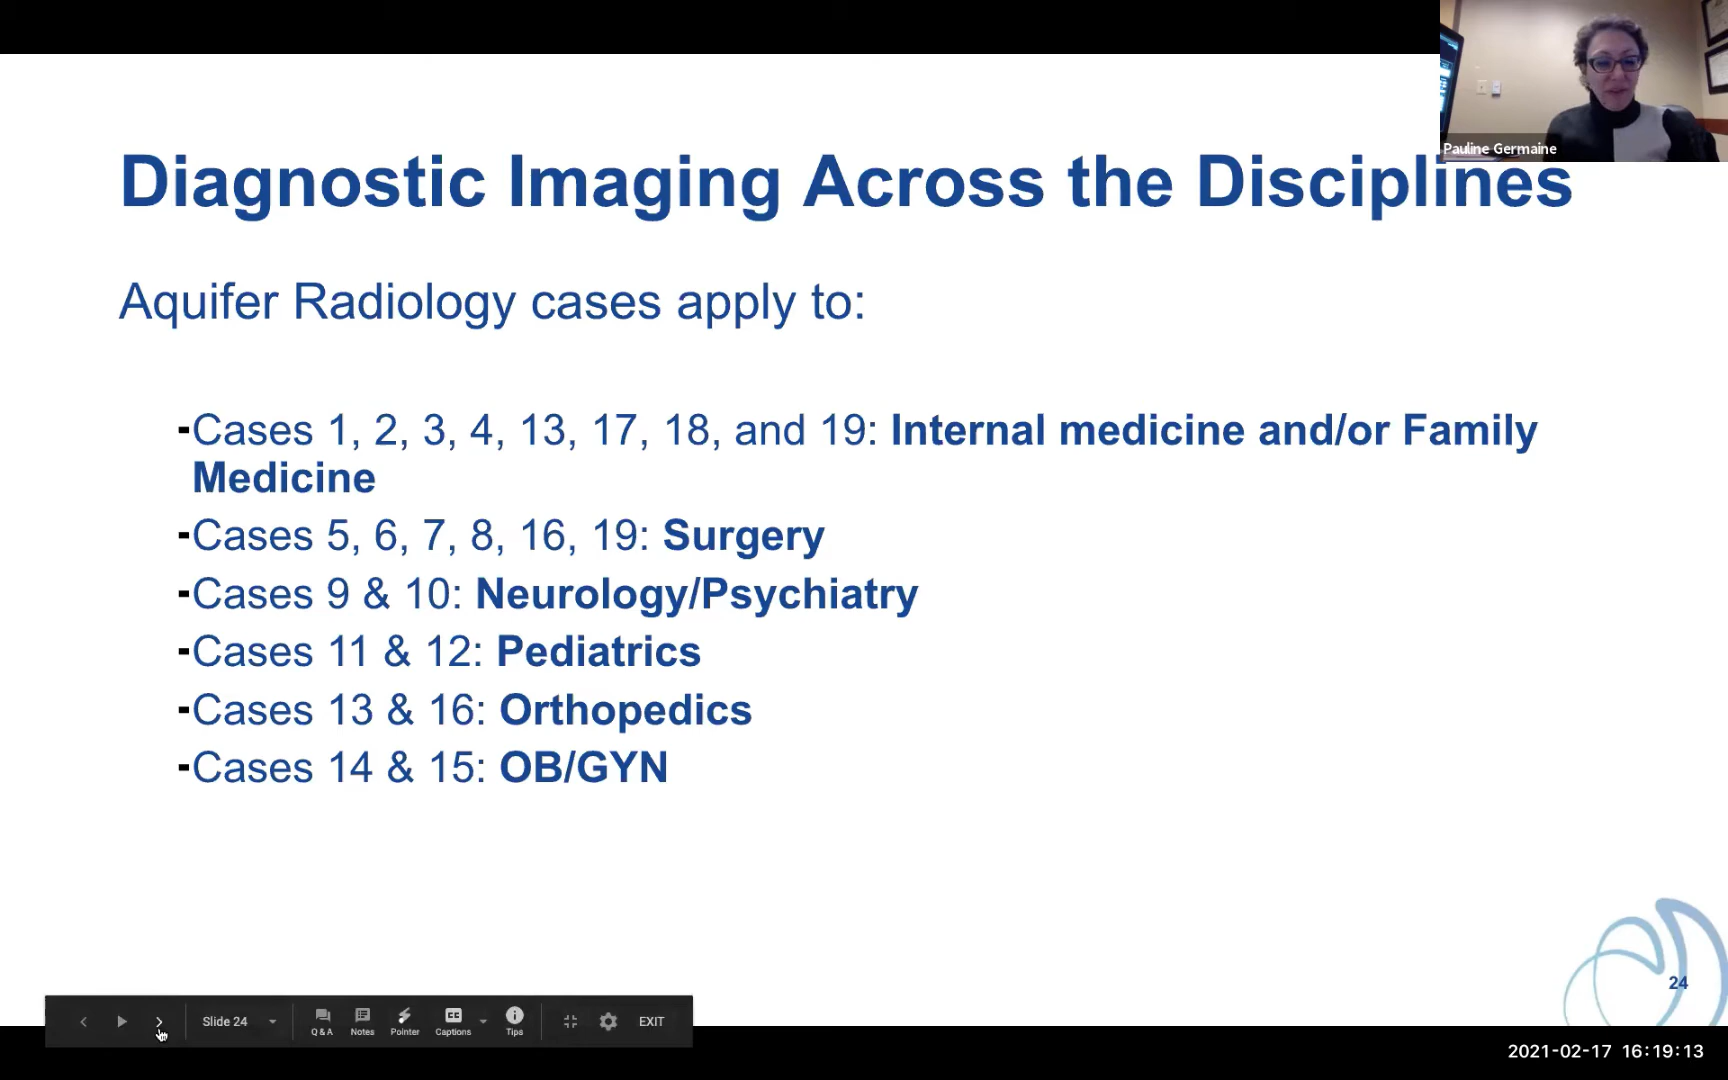 Pauline Germaine
Diagnostic Imaging Across the Disciplines
Aquifer Radiology cases apply to:
-Cases 1, 2, 3, 4, 13, 17, 18, and 19: Internal medicine and/or Family
Medicine
-Cases 5, 6, 7, 8, 16, 19: Surgery
-Cases 9 & 10: Neurology/Psychiatry
-Cases 11 & 12: Pediatrics
-Cases 13 & 16: Orthopedics
-Cases 14 & 15: OB/GYN
24
Slide 24
Q & A
Notes
Pointer
CC
Captions
Tips
EXIT
2021-02-17 16:19:13